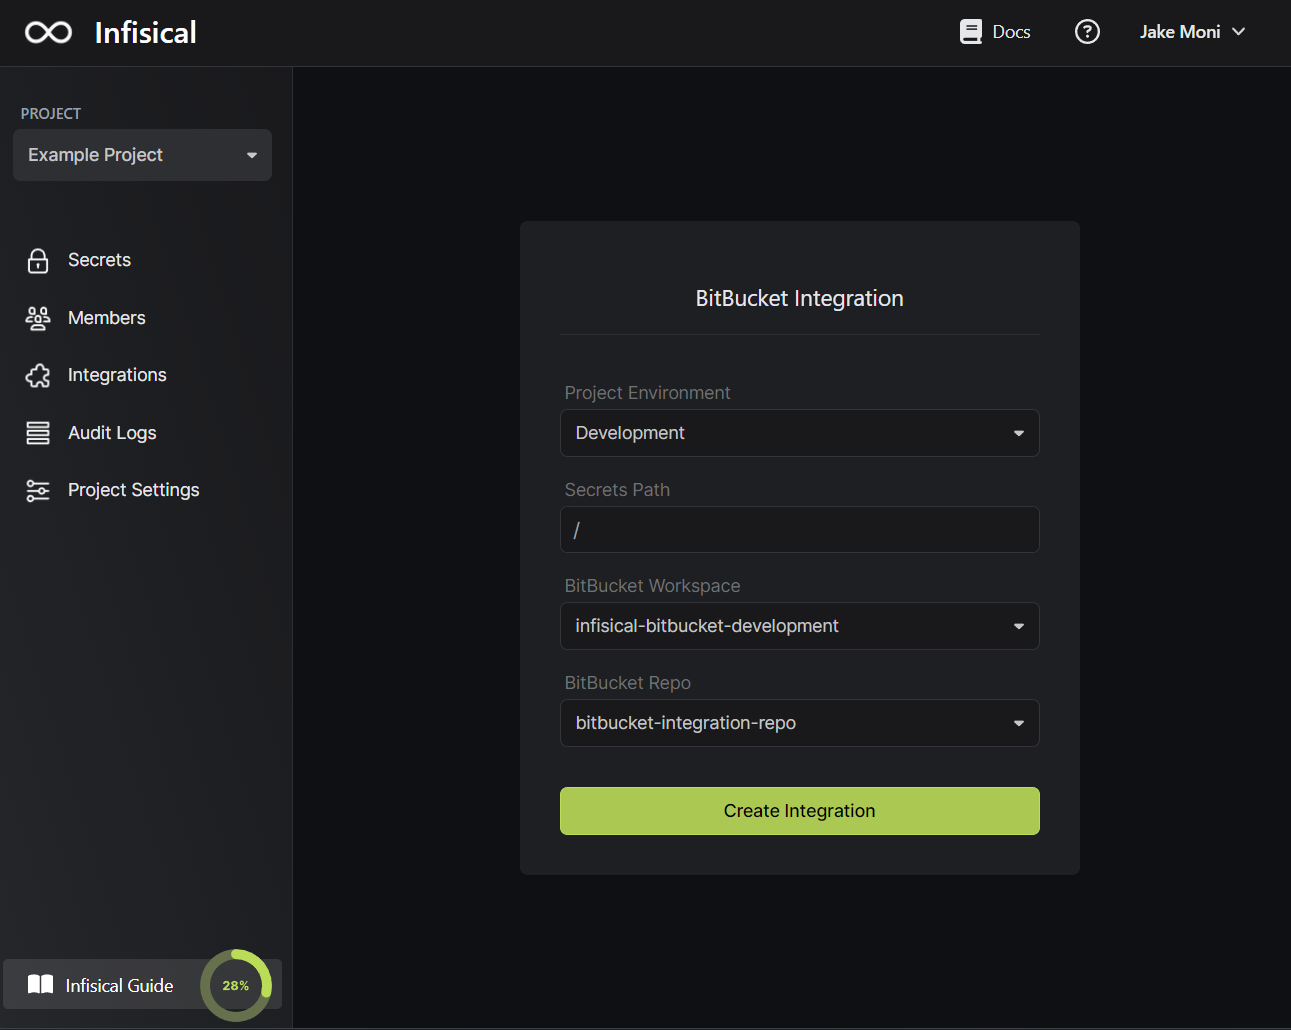 Infisical
Docs
?
Jake Moni
PROJECT
Example Project
Secrets
Members
Integrations
Audit Logs
Project Settings
BitBucket Integration
Project Environment
Development
Secrets Path
/
BitBucket Workspace
infisical-bitbucket-development
BitBucket Repo
bitbucket-integration-repo
Create Integration
Infisical Guide
28%